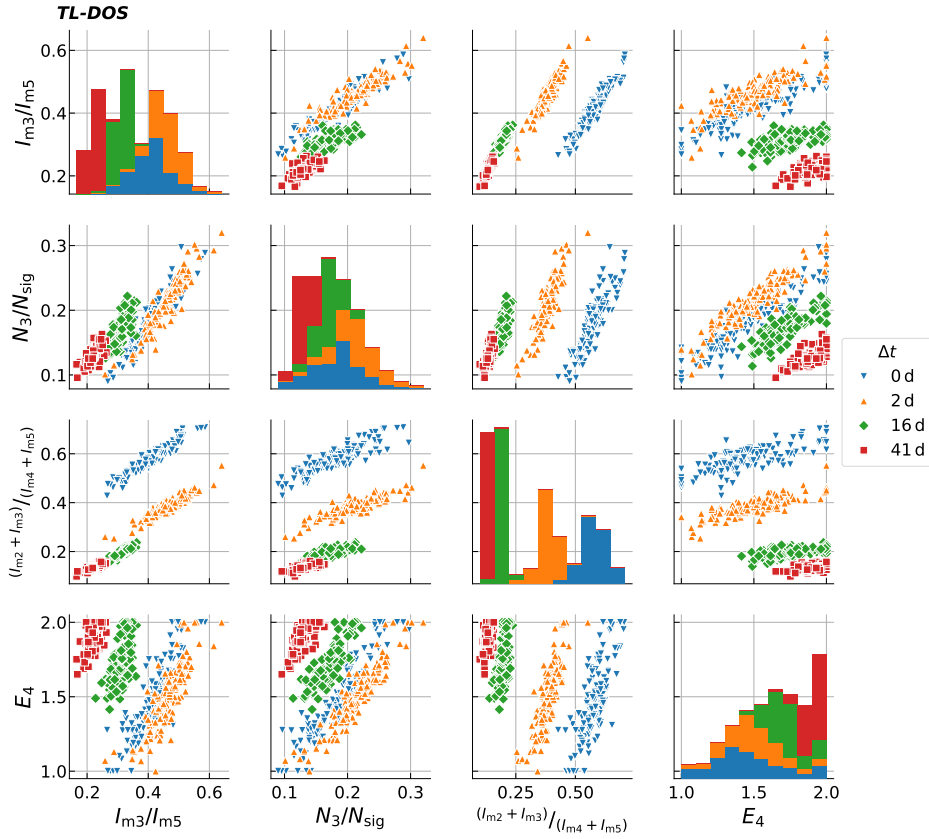 TL-DOS
I_m3/I_m5
0.6
0.4
0.2
N_3/N_sig
0.3
0.2
0.1
(I_m2 + I_m3)/(I_m4 + I_m5)
0.6
0.4
0.2
E_4
2.0
1.5
1.0
0.2 0.4 0.6
I_m3/I_m5
0.1 0.2 0.3
N_3/N_sig
0.25 0.50
(I_m2 + I_m3)/(I_m4 + I_m5)
1.0 1.5 2.0
E_4
Δt
0 d
2 d
16 d
41 d